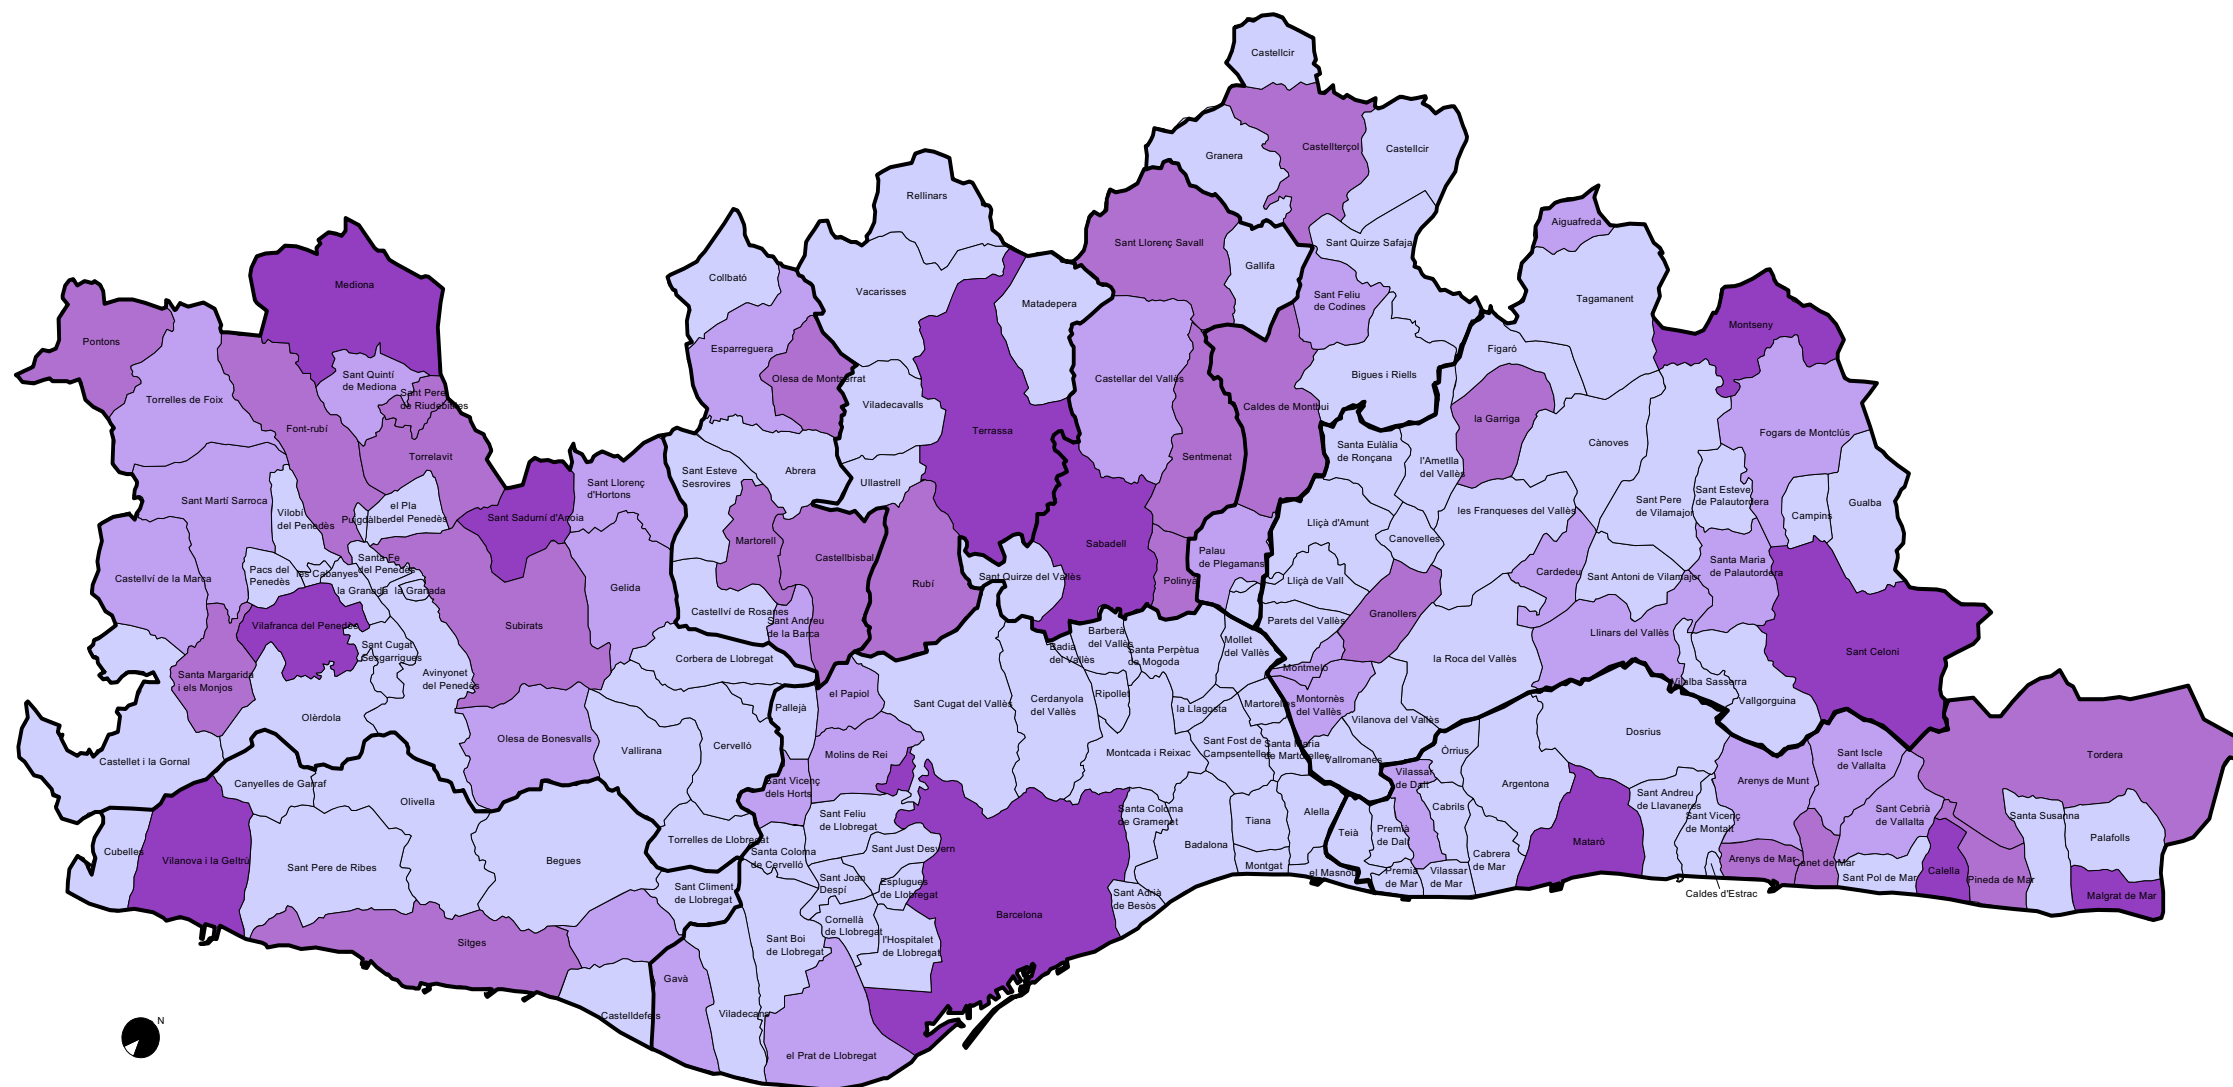 Castellcir
Castellterçol
Castellcir
Granera
Rellinars
Aiguafreda
Sant Llorenç Savall
Sant Quirze Safaja
Gallifa
Collbató
Mediona
Vacarisses
Matadepera
Sant Feliu
de Codines
Tagamanent
Montseny
Pontons
Esparreguera
Figaró
Sant Quintí
de Mediona
Olesa de Montserrat
Castellar del Vallès
Bigues i Riells
Torrelles de Foix
Sant Pere
de Riudebitlles
Viladecavalls
Caldes de Montbui
la Garriga
Font-rubí
Terrassa
Fogars de Montclús
Cànoves
Santa Eulàlia
de Ronçana
Torrelavit
Sentmenat
l'Ametlla
del Vallès
Sant Esteve
Sesrovires
Abrera
Ullastrell
Sant Llorenç
d'Hortons
Sant Martí Sarroca
Sant Esteve
de Palautordera
Gualba
Sant Pere
de Vilamajor
el Pla
del Penedès
Vilobí
del Penedès
Puigdàlber
Sant Sadurní d'Anoia
les Franqueses del Vallès
Campins
Lliçà d'Amunt
Canovelles
Martorell
Sabadell
Palau
de Plegamans
Castellbisbal
Santa Fe
del Penedès
Santa Maria
de Palautordera
Pacs del
Penedès
les Cabanyes
Castellví de la Marca
Sant Quirze del Vallès
Polinyà
Lliçà de Vall
Cardedeu
Sant Antoni de Vilamajor
la Granada
la Granada
Gelida
Rubí
Castellví de Rosanes
Granollers
Vilafranca del Penedès
Subirats
Sant Andreu
de la Barca
Parets del Vallès
Llinars del Vallès
Barberà
del Vallès
Badia
del Vallès
Santa Perpètua
de Mogoda
Mollet
del Vallès
Sant Cugat
Sesgarrigues
Corbera de Llobregat
la Roca del Vallès
Sant Celoni
Montmeló
Santa Margarida
i els Monjos
Avinyonet
del Penedès
Vilalba Sasserra
el Papiol
Ripollet
Cerdanyola
del Vallès
Sant Cugat del Vallès
Pallejà
la Llagosta
Martorelles
Montornès
del Vallès
Vallgorguina
Olèrdola
Vilanova del Vallès
Olesa de Bonesvalls
Vallirana
Cervelló
Molins de Rei
Montcada i Reixac
Sant Fost de
Campsentelles
Santa Maria
de Martorelles
Vallromanes
Òrius
Dosrius
Sant Iscle
de Vallalta
Tordera
Castellet i la Gornal
Canyelles de Garraf
Sant Vicenç
dels Horts
Vilassar
de Dalt
Argentona
Arenys de Munt
Olivella
Sant Feliu
de Llobregat
Santa Coloma
de Gramenet
Tiana
Alella
Cabrils
Sant Andreu
de Llavaneres
Sant Vicenç
de Montalt
Sant Cebrià
de Vallalta
Santa Susanna
Palafolls
Teià
Premià
de Dalt
Torrelles de Llobregat
Cubelles
Vilanova i la Geltrú
Sant Pere de Ribes
Begues
Santa Coloma
de Cervelló
Sant Just Desvern
Badalona
Montgat
el Masnou
Cabrera
de Mar
Mataró
Arenys de Mar
Canet de Mar
Premià
de Mar
Vilassar
de Mar
Sant Pol de Mar
Calella
Pineda de Mar
Malgrat de Mar
Caldes d'Estrac
Sant Climent
de Llobregat
Sant Joan
Despí
Esplugues
de Llobregat
Sant Adrià
de Besòs
Barcelona
Cornellà
de Llobregat
Sitges
Sant Boi
de Llobregat
l'Hospitalet
de Llobregat
Gavà
Castelldefels
Viladecans
el Prat de Llobregat
N